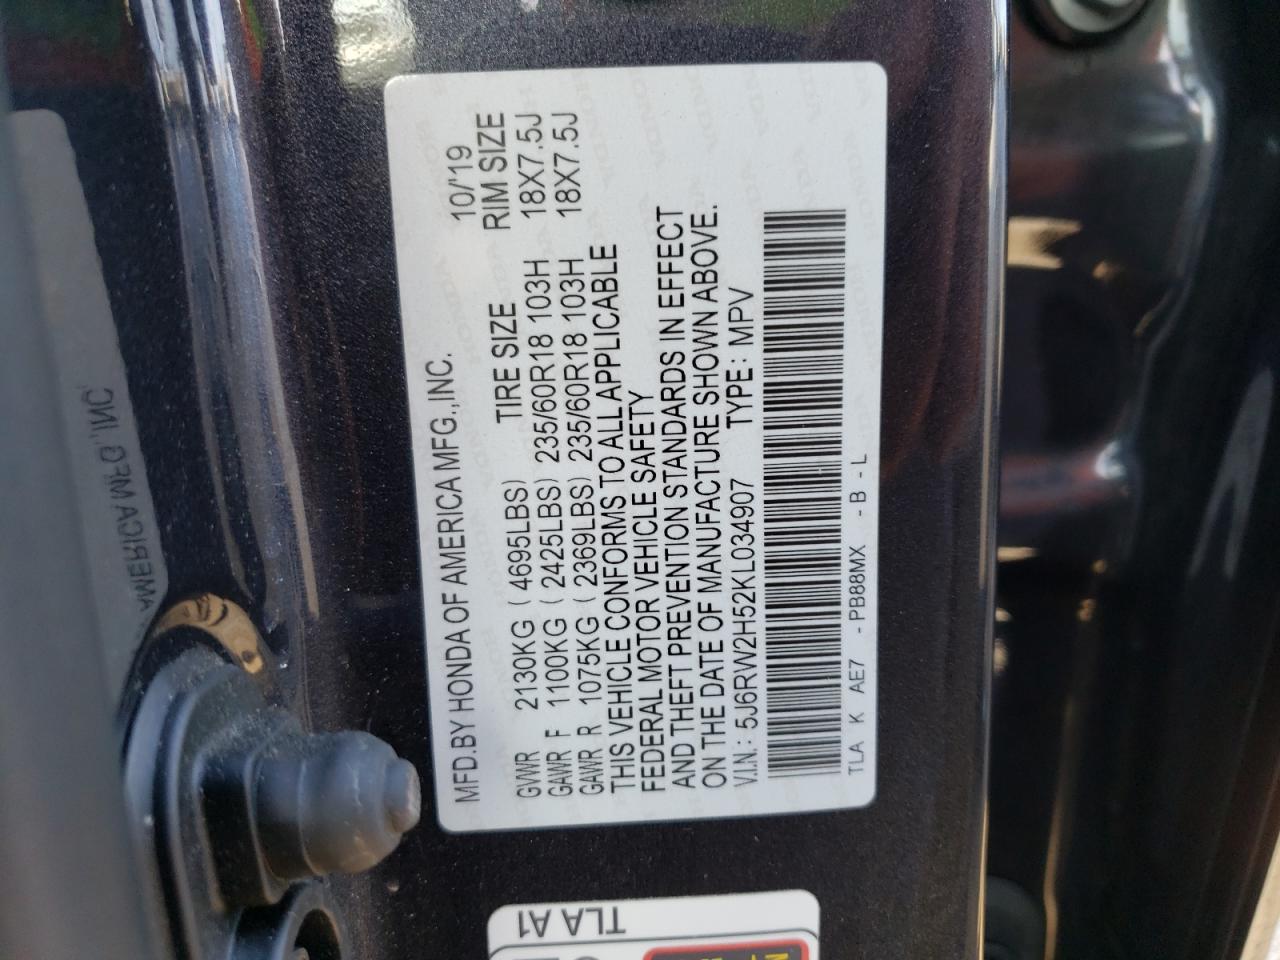 MFD.BY HONDA OF AMERICA MFG.,INC. 10/'19
TIRE SIZE RIM SIZE
GVWR 2130KG ( 4695LBS)
GAWR F 1100KG ( 2425LBS) 235/60R18 103H 18X7.5J
GAWR R 1075KG ( 2369LBS) 235/60R18 103H 18X7.5J
THIS VEHICLE CONFORMS TO ALL APPLICABLE
FEDERAL MOTOR VEHICLE SAFETY
AND THEFT PREVENTION STANDARDS IN EFFECT
ON THE DATE OF MANUFACTURE SHOWN ABOVE.
V.I.N.: 5J6RW2H52KL034907 TYPE: MPV
TLA K AE7 - PB88MX - B - L
TLA A1
AMERICA MFG.,INC.